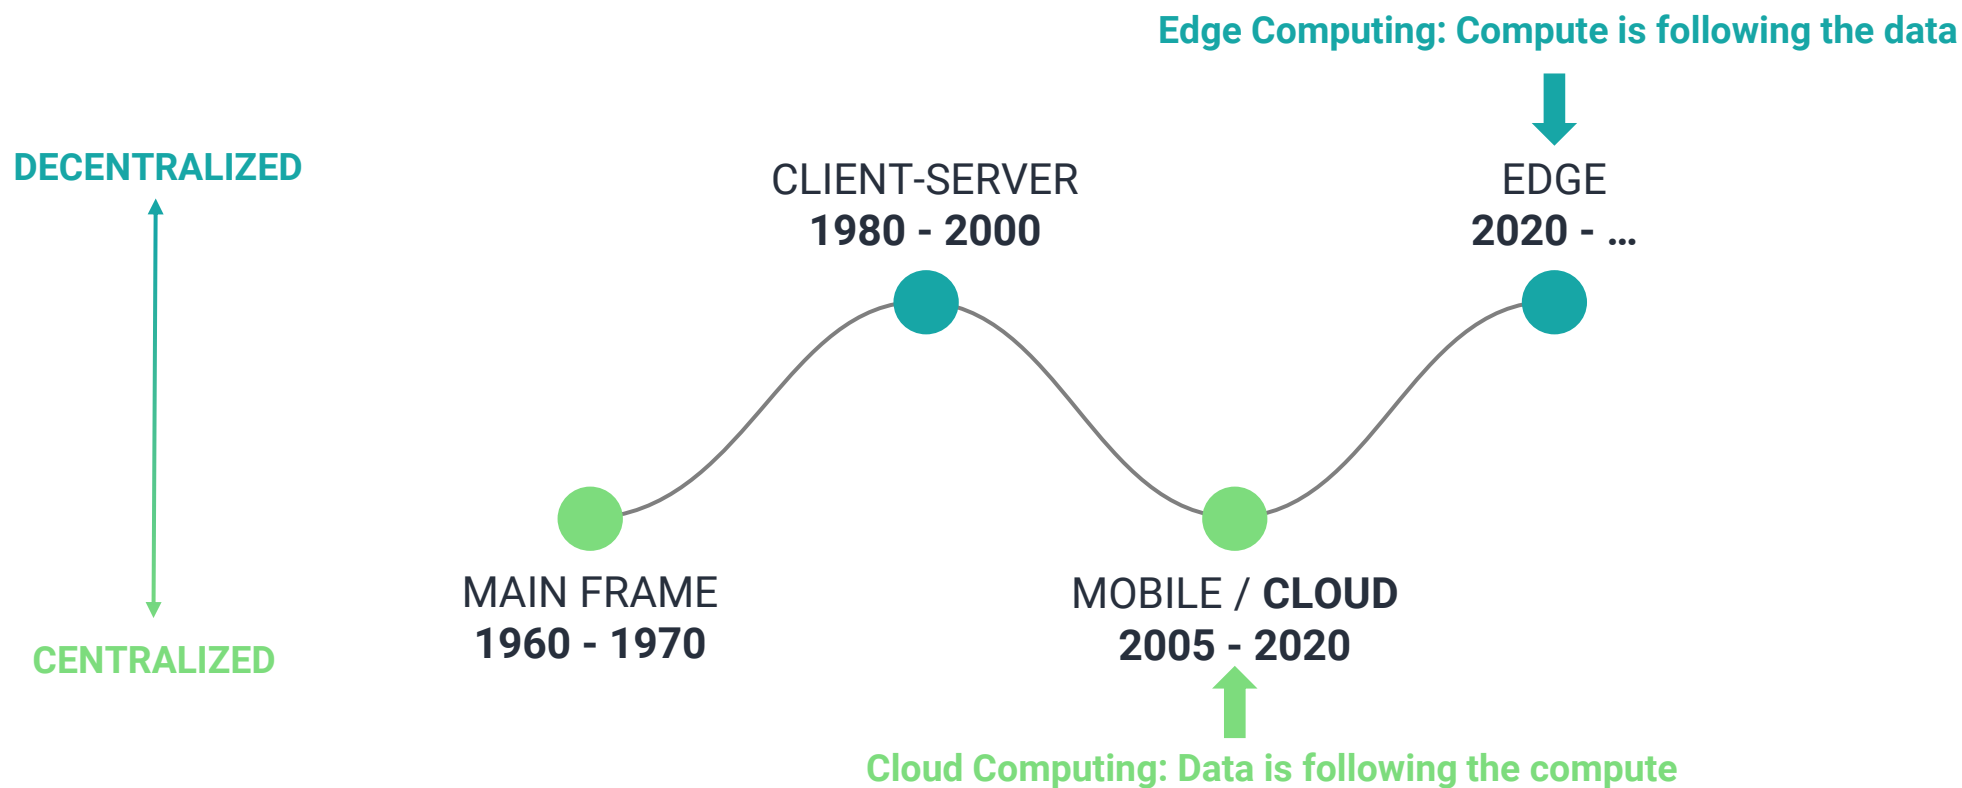 Edge Computing: Compute is following the data
DECENTRALIZED
CLIENT-SERVER
1980 - 2000
EDGE
2020 - ...
MAIN FRAME
1960 - 1970
MOBILE / CLOUD
2005 - 2020
CENTRALIZED
Cloud Computing: Data is following the compute